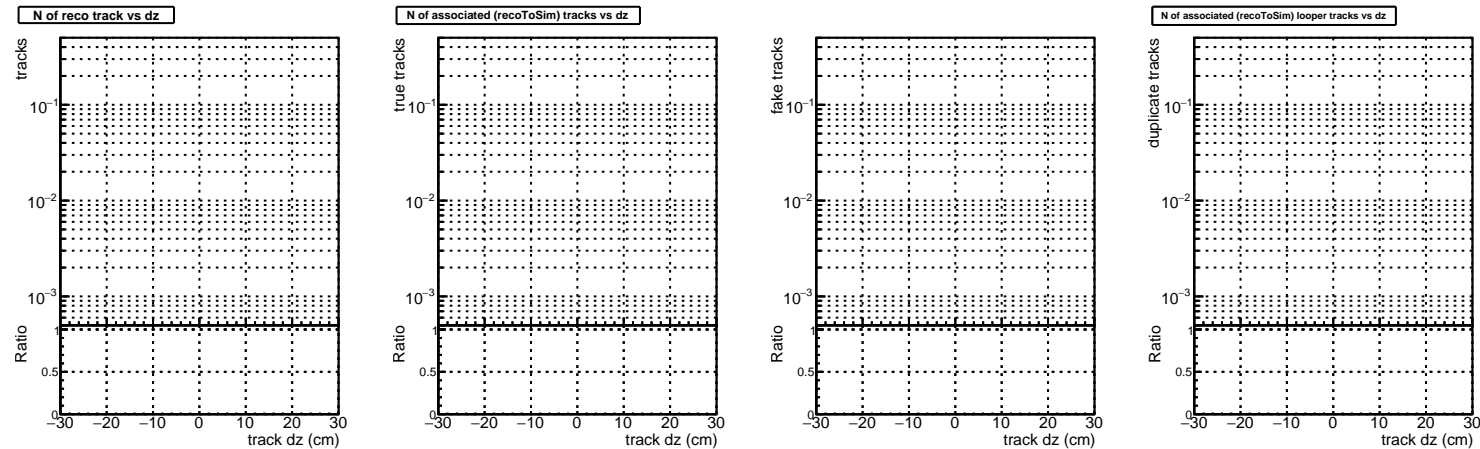 N of reco track vs dz
tracks
10⁻¹
10⁻²
10⁻³
Ratio
1
0.5
0
−30 −20 −10 0 10 20 30
track dz (cm)
N of associated (recoToSim) tracks vs dz
true tracks
10⁻¹
10⁻²
10⁻³
Ratio
1
0.5
0
−30 −20 −10 0 10 20 30
track dz (cm)
fake tracks
10⁻¹
10⁻²
10⁻³
Ratio
1
0.5
0
−30 −20 −10 0 10 20 30
track dz (cm)
N of associated (recoToSim) looper tracks vs dz
duplicate tracks
10⁻¹
10⁻²
10⁻³
Ratio
1
0.5
0
−30 −20 −10 0 10 20 30
track dz (cm)